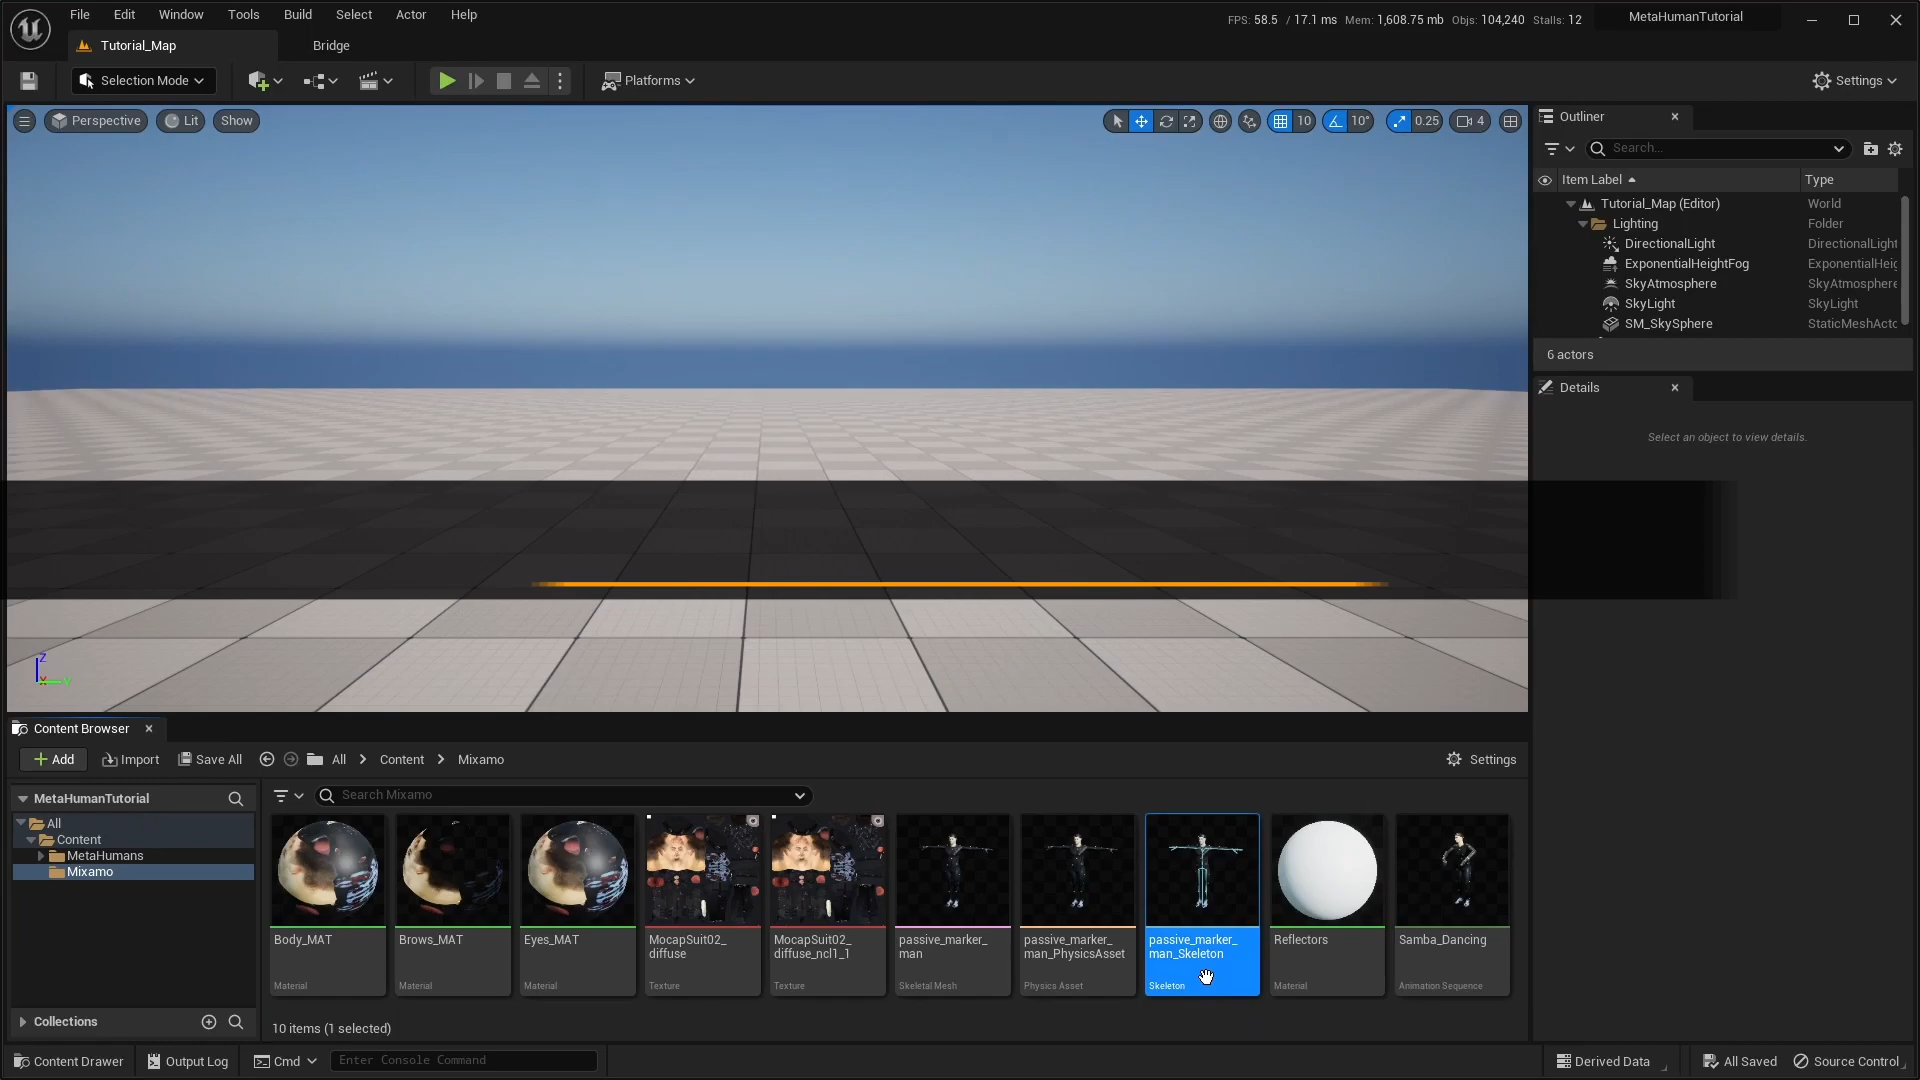 File Edit Window Tools Build Select Actor Help
FPS: 58.5 / 17.1 ms Mem: 1,608.75 mb Objs: 104,240 Stalls: 12
MetaHumanTutorial
Tutorial_Map
Bridge
Selection Mode
Platforms
Settings
Perspective
Lit
Show
10
10°
0.25
4
Outliner
Search...
Item Label
Type
Tutorial_Map (Editor) World
Lighting Folder
DirectionalLight DirectionalLight
ExponentialHeightFog ExponentialHeig
SkyAtmosphere SkyAtmosphere
SkyLight SkyLight
SM_SkySphere StaticMeshActo
6 actors
Details
Select an object to view details.
Z
Y
Content Browser
Add
Import
Save All
All
Content
Mixamo
Settings
MetaHumanTutorial
All
Content
MetaHumans
Mixamo
Collections
Search Mixamo
Body_MAT
Material
Brows_MAT
Material
Eyes_MAT
Material
MocapSuit02_
diffuse
Texture
MocapSuit02_
diffuse_ncl1_1
Texture
passive_marker_
man
Skeletal Mesh
passive_marker_
man_PhysicsAsset
Physics Asset
passive_marker_
man_Skeleton
Skeleton
Reflectors
Material
Samba_Dancing
Animation Sequence
10 items (1 selected)
Content Drawer
Output Log
Cmd
Enter Console Command
Derived Data
All Saved
Source Control